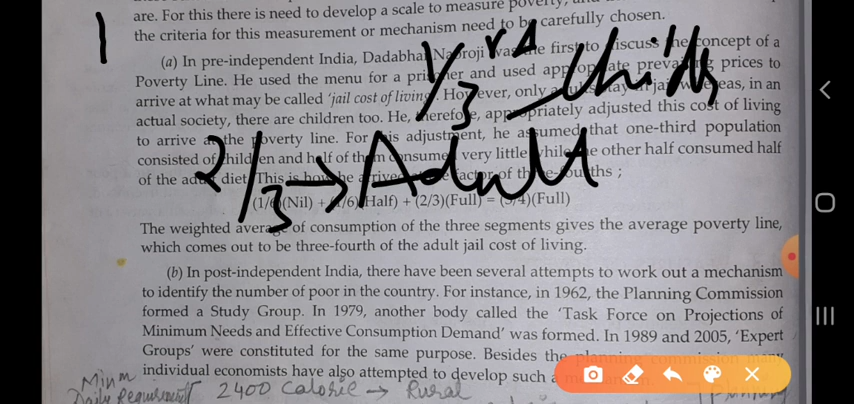 are. For this there is need to develop a scale to measure poverty,
the criteria for this measurement or mechanism need to be carefully chosen.
(a) In pre-independent India, Dadabhai Naoroji was the first to discuss the concept of a
Poverty Line. He used the menu for a prisoner and used appropriate prevailing prices to
arrive at what may be called 'jail cost of living'. However, only adults stay in jail whereas, in an
actual society, there are children too. He, therefore, appropriately adjusted this cost of living
to arrive at the poverty line. For this adjustment, he assumed that one-third population
consisted of children and half of them consumed very little while the other half consumed half
of the adult diet. This is how he arrived at the factor of three-fourths ;
(1/6)(Nil) + (1/6)(Half) + (2/3)(Full) = (3/4)(Full)
The weighted average of consumption of the three segments gives the average poverty line,
which comes out to be three-fourth of the adult jail cost of living.
(b) In post-independent India, there have been several attempts to work out a mechanism
to identify the number of poor in the country. For instance, in 1962, the Planning Commission
formed a Study Group. In 1979, another body called the 'Task Force on Projections of
Minimum Needs and Effective Consumption Demand' was formed. In 1989 and 2005, 'Expert
Groups' were constituted for the same purpose. Besides the planning commission many
individual economists have also attempted to develop such a
Minm
Daily Requirement 2400 Calorie → Rural
1
1/3 rd
2/3 → Adult